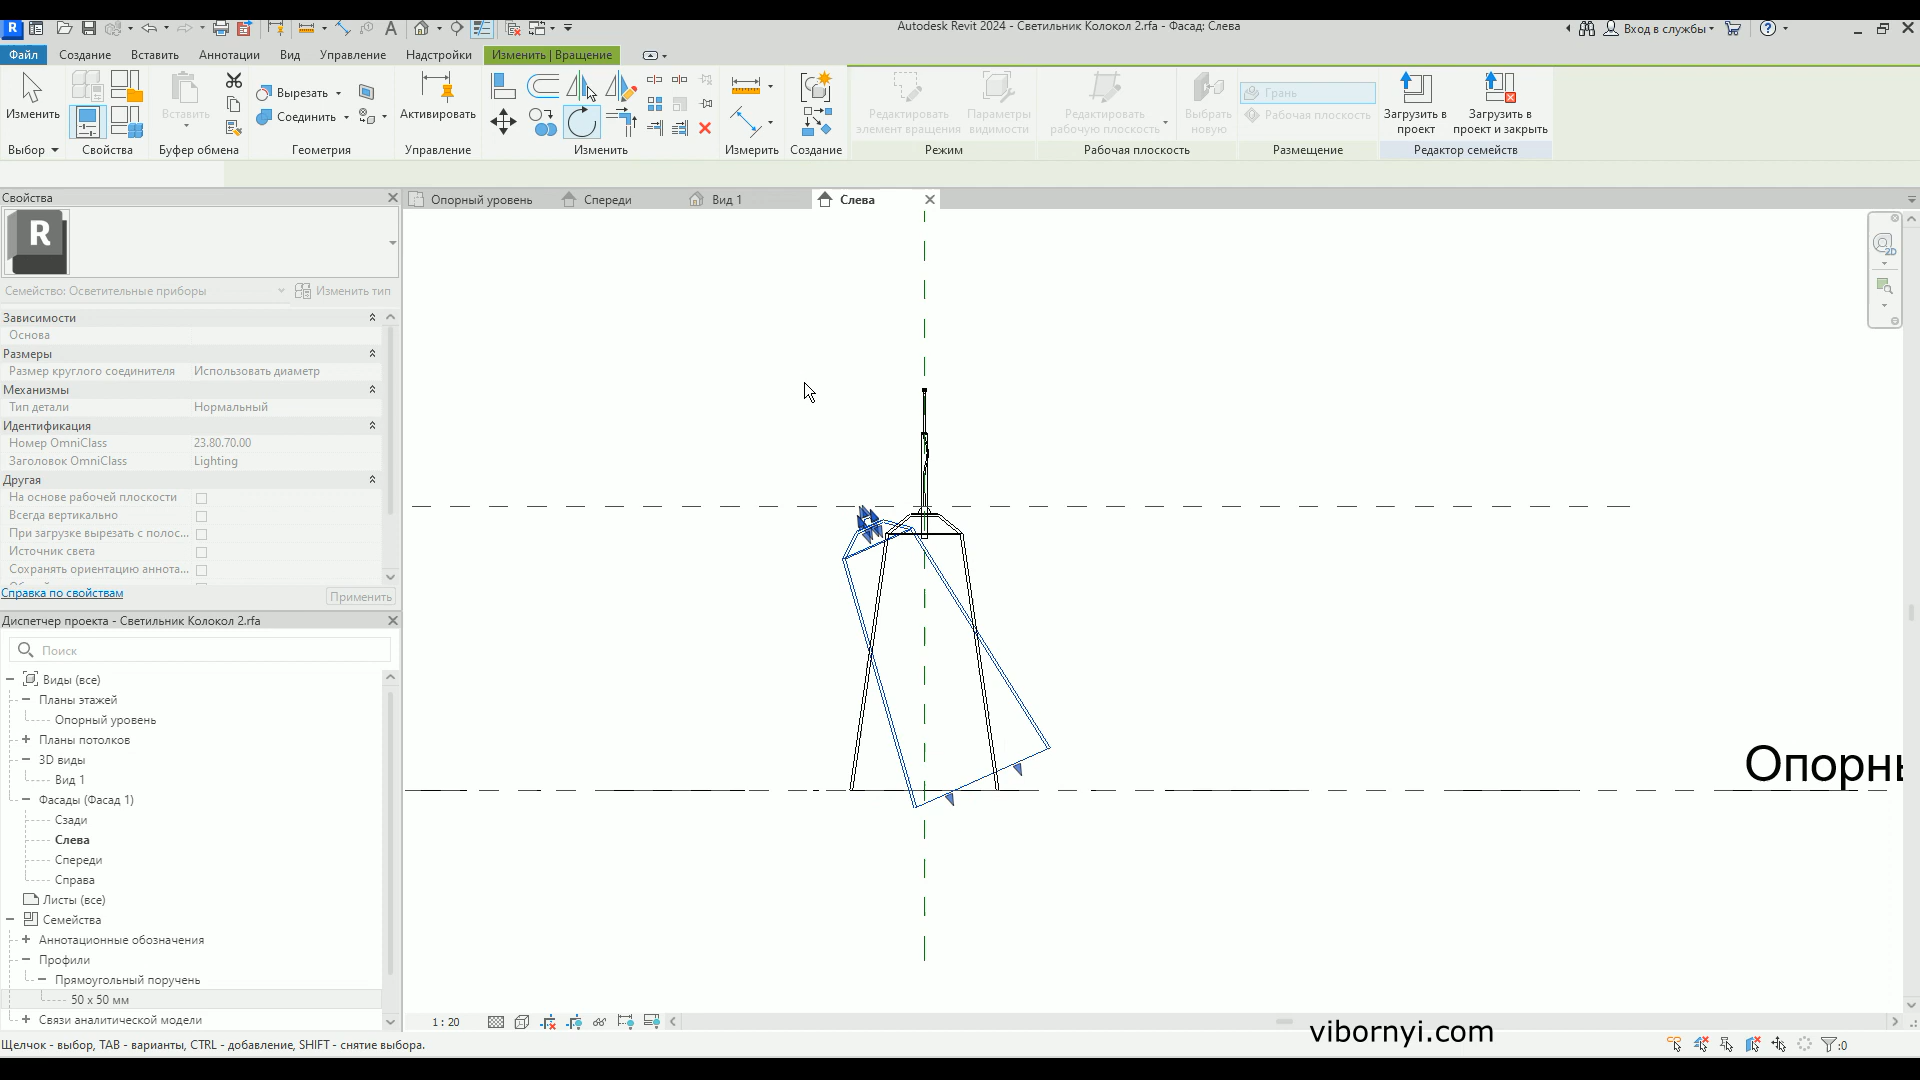 Autodesk Revit 2024 - Светильник Колокол 2.rfa - Фасад: Слева
Вход в службы
Файл Создание Вставить Аннотации Вид Управление Надстройки Изменить | Вращение
Изменить
Вставить
Вырезать
Соединить
Активировать
Редактировать элемент вращения
Параметры видимости
Редактировать рабочую плоскость
Выбрать новую
Грань
Рабочая плоскость
Загрузить в проект
Загрузить в проект и закрыть
Выбор Свойства Буфер обмена Геометрия Управление Изменить Измерить Создание Режим Рабочая плоскость Размещение Редактор семейств
Свойства
Опорный уровень Спереди Вид 1 Слева
R
Семейство: Осветительные приборы Изменить тип
Зависимости
Основа
Размеры
Размер круглого соединителя Использовать диаметр
Механизмы
Тип детали Нормальный
Идентификация
Номер OmniClass 23.80.70.00
Заголовок OmniClass Lighting
Другая
На основе рабочей плоскости
Всегда вертикально
При загрузке вырезать с полос...
Источник света
Сохранять ориентацию аннота...
Справка по свойствам Применить
Диспетчер проекта - Светильник Колокол 2.rfa
Поиск
Виды (все)
Планы этажей
Опорный уровень
Планы потолков
3D виды
Вид 1
Фасады (Фасад 1)
Сзади
Слева
Спереди
Справа
Листы (все)
Семейства
Аннотационные обозначения
Профили
Прямоугольный поручень
50 x 50 мм
Связи аналитической модели
2D
Опорны
1 : 20
vibornyi.com
Щелчок - выбор, TAB - варианты, CTRL - добавление, SHIFT - снятие выбора.
:0